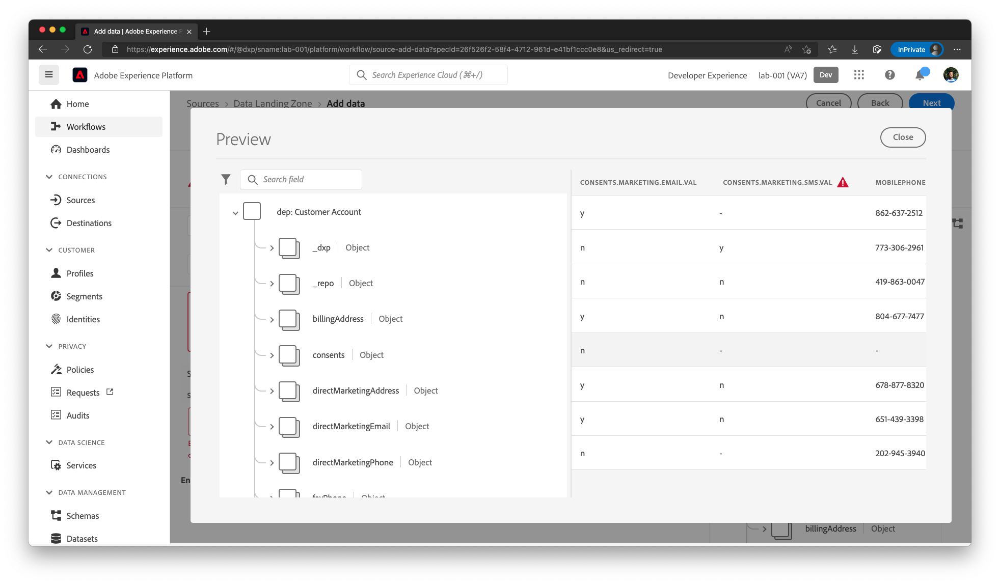 Add data | Adobe Experience P
https://experience.adobe.com/#/@dxp/sname:lab-001/platform/workflow/source-add-data?specId=26f526f2-58f4-4712-961d-e41bf1ccc0e8&us_redirect=true
InPrivate
Adobe Experience Platform
Search Experience Cloud (⌘+/)
Developer Experience
lab-001 (VA7)
Dev
Home
Workflows
Dashboards
CONNECTIONS
Sources
Destinations
CUSTOMER
Profiles
Segments
Identities
PRIVACY
Policies
Requests
Audits
DATA SCIENCE
Services
DATA MANAGEMENT
Schemas
Datasets
Sources > Data Landing Zone > Add data
Cancel
Back
Next
Preview
Close
Search field
dep: Customer Account
_dxp | Object
_repo | Object
billingAddress | Object
consents | Object
directMarketingAddress | Object
directMarketingEmail | Object
directMarketingPhone | Object
faxPhone | Object
CONSENTS.MARKETING.EMAIL.VAL CONSENTS.MARKETING.SMS.VAL MOBILEPHONE
y - 862-637-2512
n y 773-306-2961
n n 419-863-0047
y n 804-677-7477
n - -
y n 678-877-8320
y n 651-439-3398
n - 202-945-3940
En
billingAddress | Object